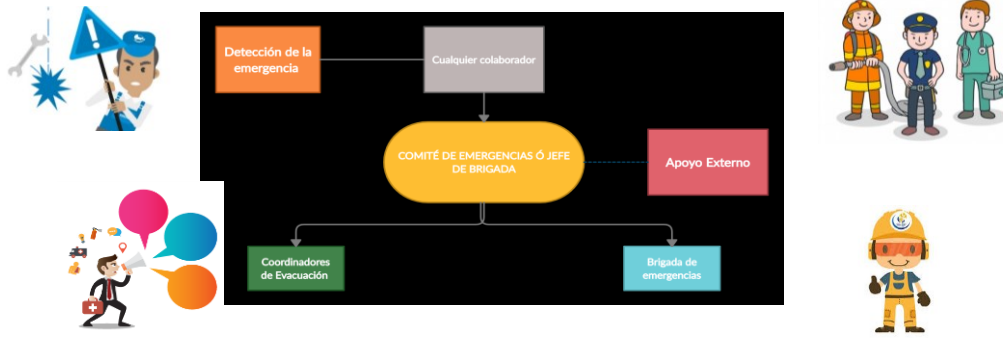 Detección de la
emergencia
Cualquier colaborador
COMITÉ DE EMERGENCIAS Ó JEFE
DE BRIGADA
Apoyo Externo
Coordinadores
de Evacuación
Brigada de
emergencias